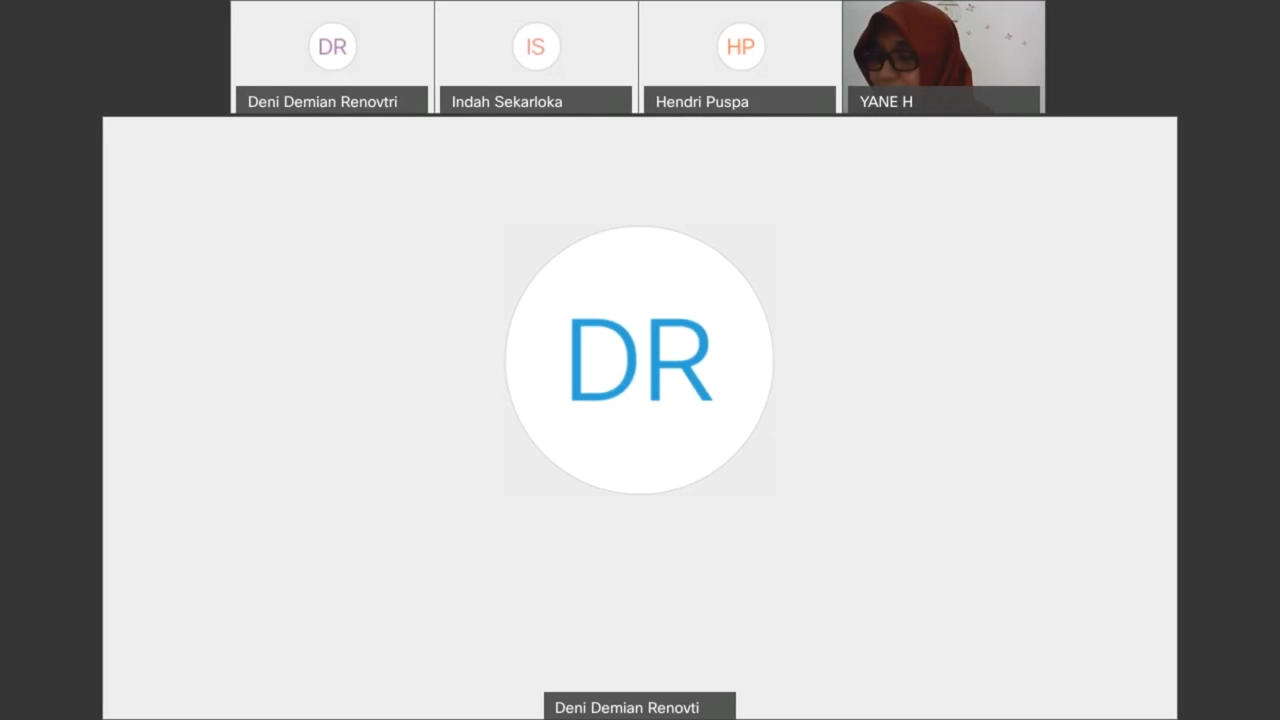 DR
IS
HP
Deni Demian Renovtri
Indah Sekarloka
Hendri Puspa
YANE H
DR
Deni Demian Renovti